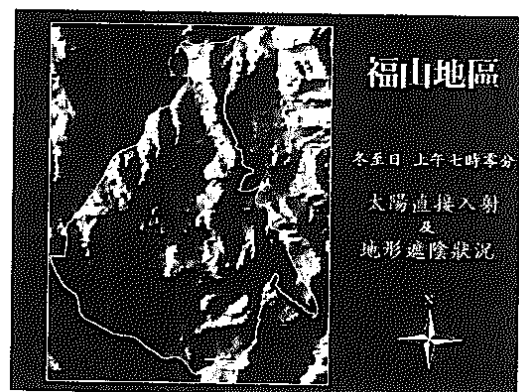 福山地區
冬至日 上午七時零分
太陽直接入射
及
地形遮陰狀況
N